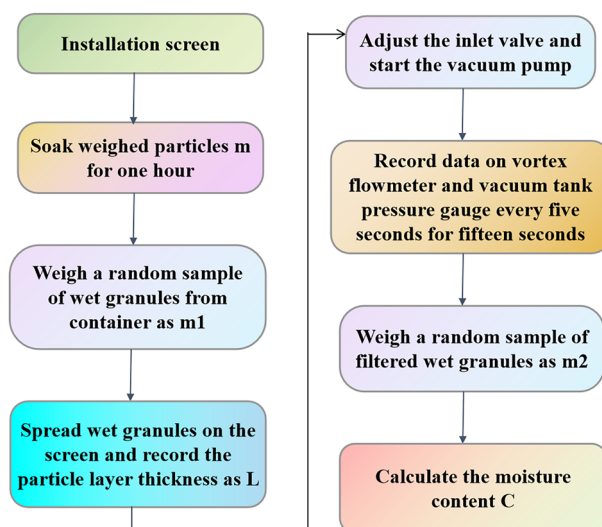 Installation screen
Soak weighed particles m
for one hour
Weigh a random sample
of wet granules from
container as m1
Spread wet granules on the
screen and record the
particle layer thickness as L
Adjust the inlet valve and
start the vacuum pump
Record data on vortex
flowmeter and vacuum tank
pressure gauge every five
seconds for fifteen seconds
Weigh a random sample of
filtered wet granules as m2
Calculate the moisture
content C